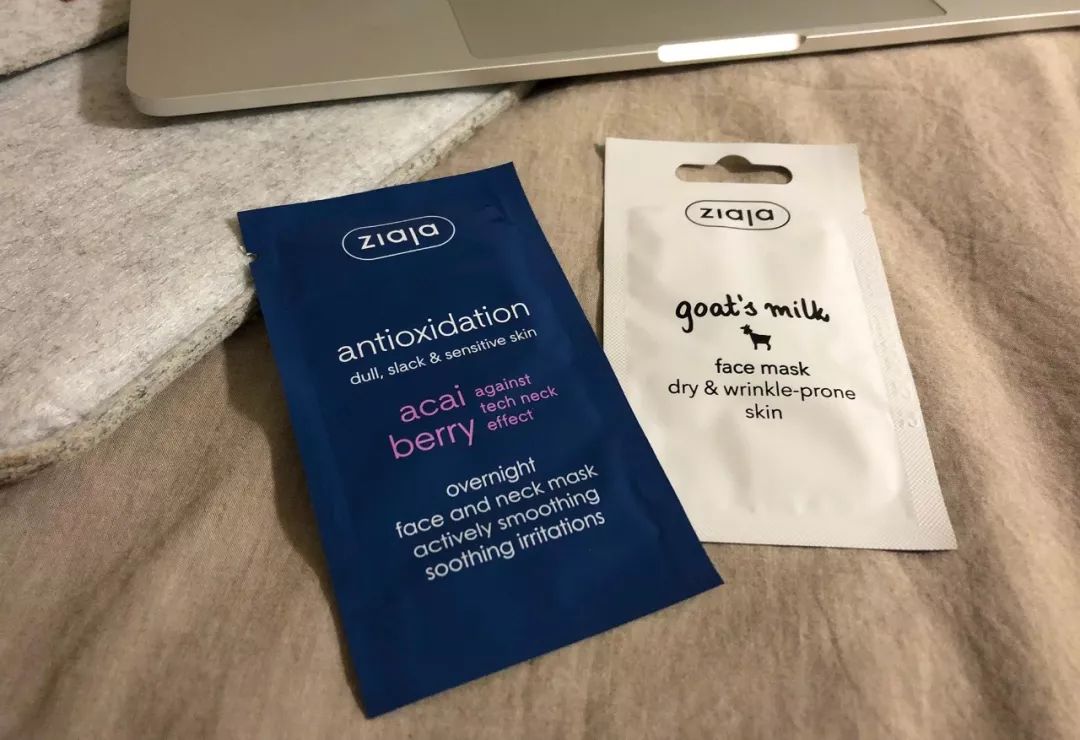 ziaja
antioxidation
dull, slack & sensitive skin
acai berry
against
tech neck
effect
overnight
face and neck mask
actively smoothing
soothing irritations
ziaja
goat's milk
face mask
dry & wrinkle-prone
skin